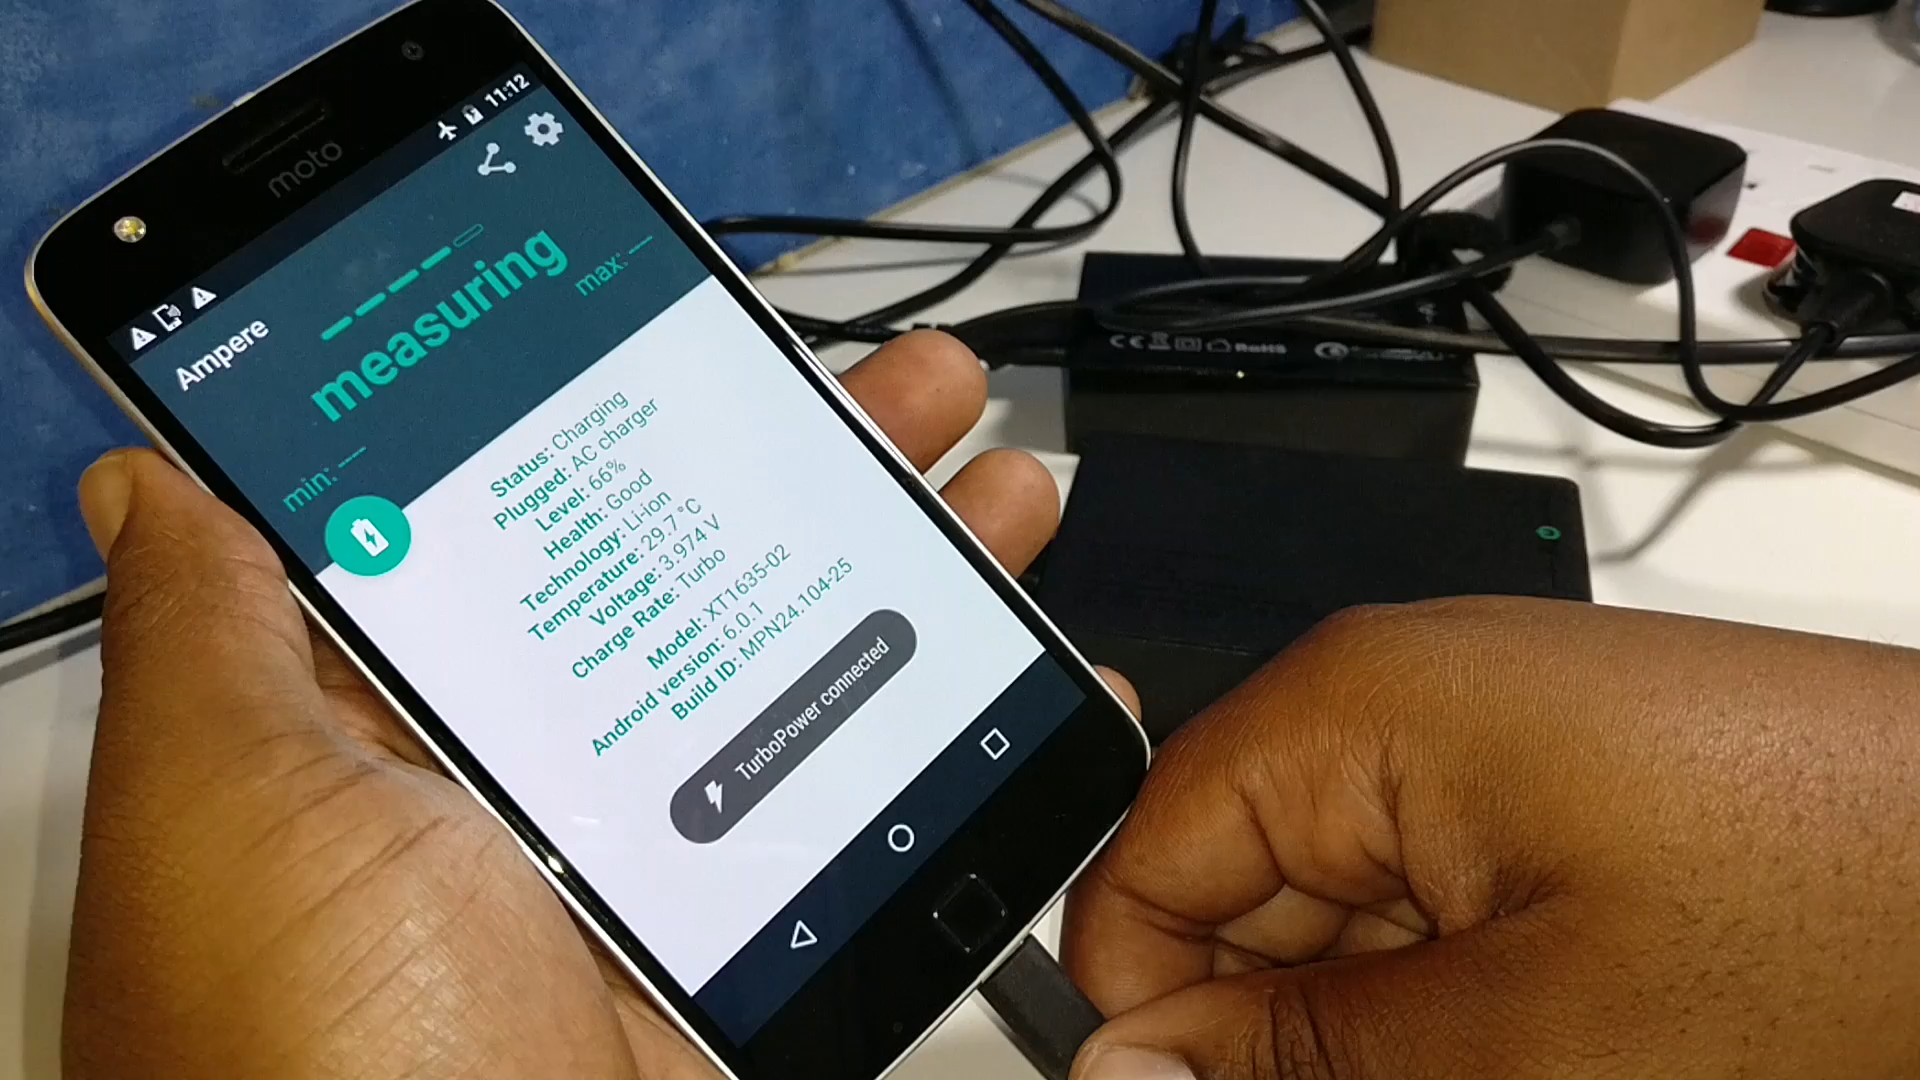 moto
11:12
Ampere
measuring
min: ---
max: ---
Status: Charging
Plugged: AC charger
Level: 66%
Health: Good
Technology: Li-ion
Temperature: 29.7 °C
Voltage: 3.974 V
Charge Rate: Turbo
Model: XT1635-02
Android version: 6.0.1
Build ID: MPN24.104-25
TurboPower connected
CE RoHS